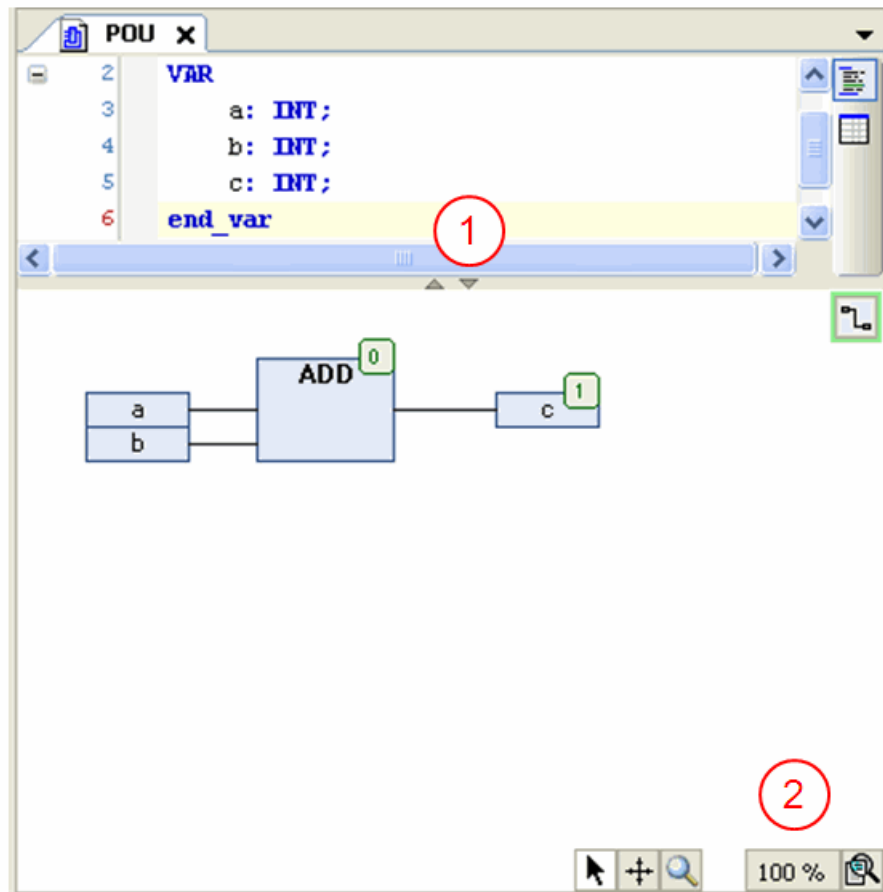 POU
2 VAR
3 a: INT;
4 b: INT;
5 c: INT;
6 end_var
1
ADD 0
a
b
c 1
2
100 %